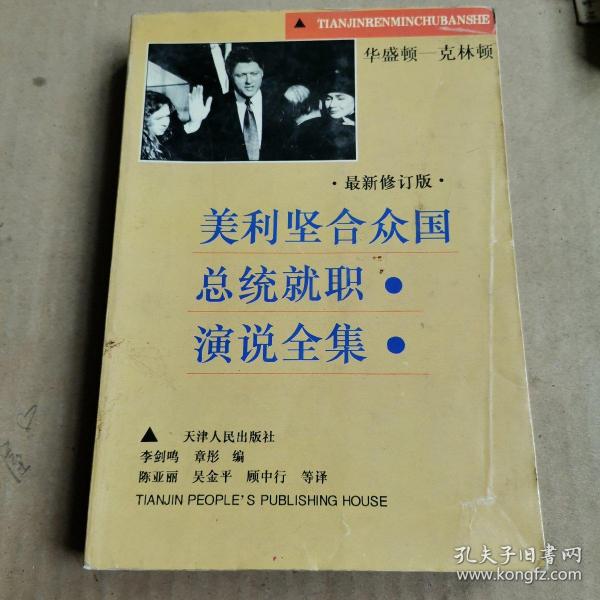 ▲ TIANJINRENMINCHUBANSHE
华盛顿—克林顿
·最新修订版·
美利坚合众国
总统就职●
演说全集●
▲ 天津人民出版社
李剑鸣 章彤 编
陈亚丽 吴金平 顾中行 等译
TIANJIN PEOPLE'S PUBLISHING HOUSE
孔夫子旧书网
www.kongfz.com